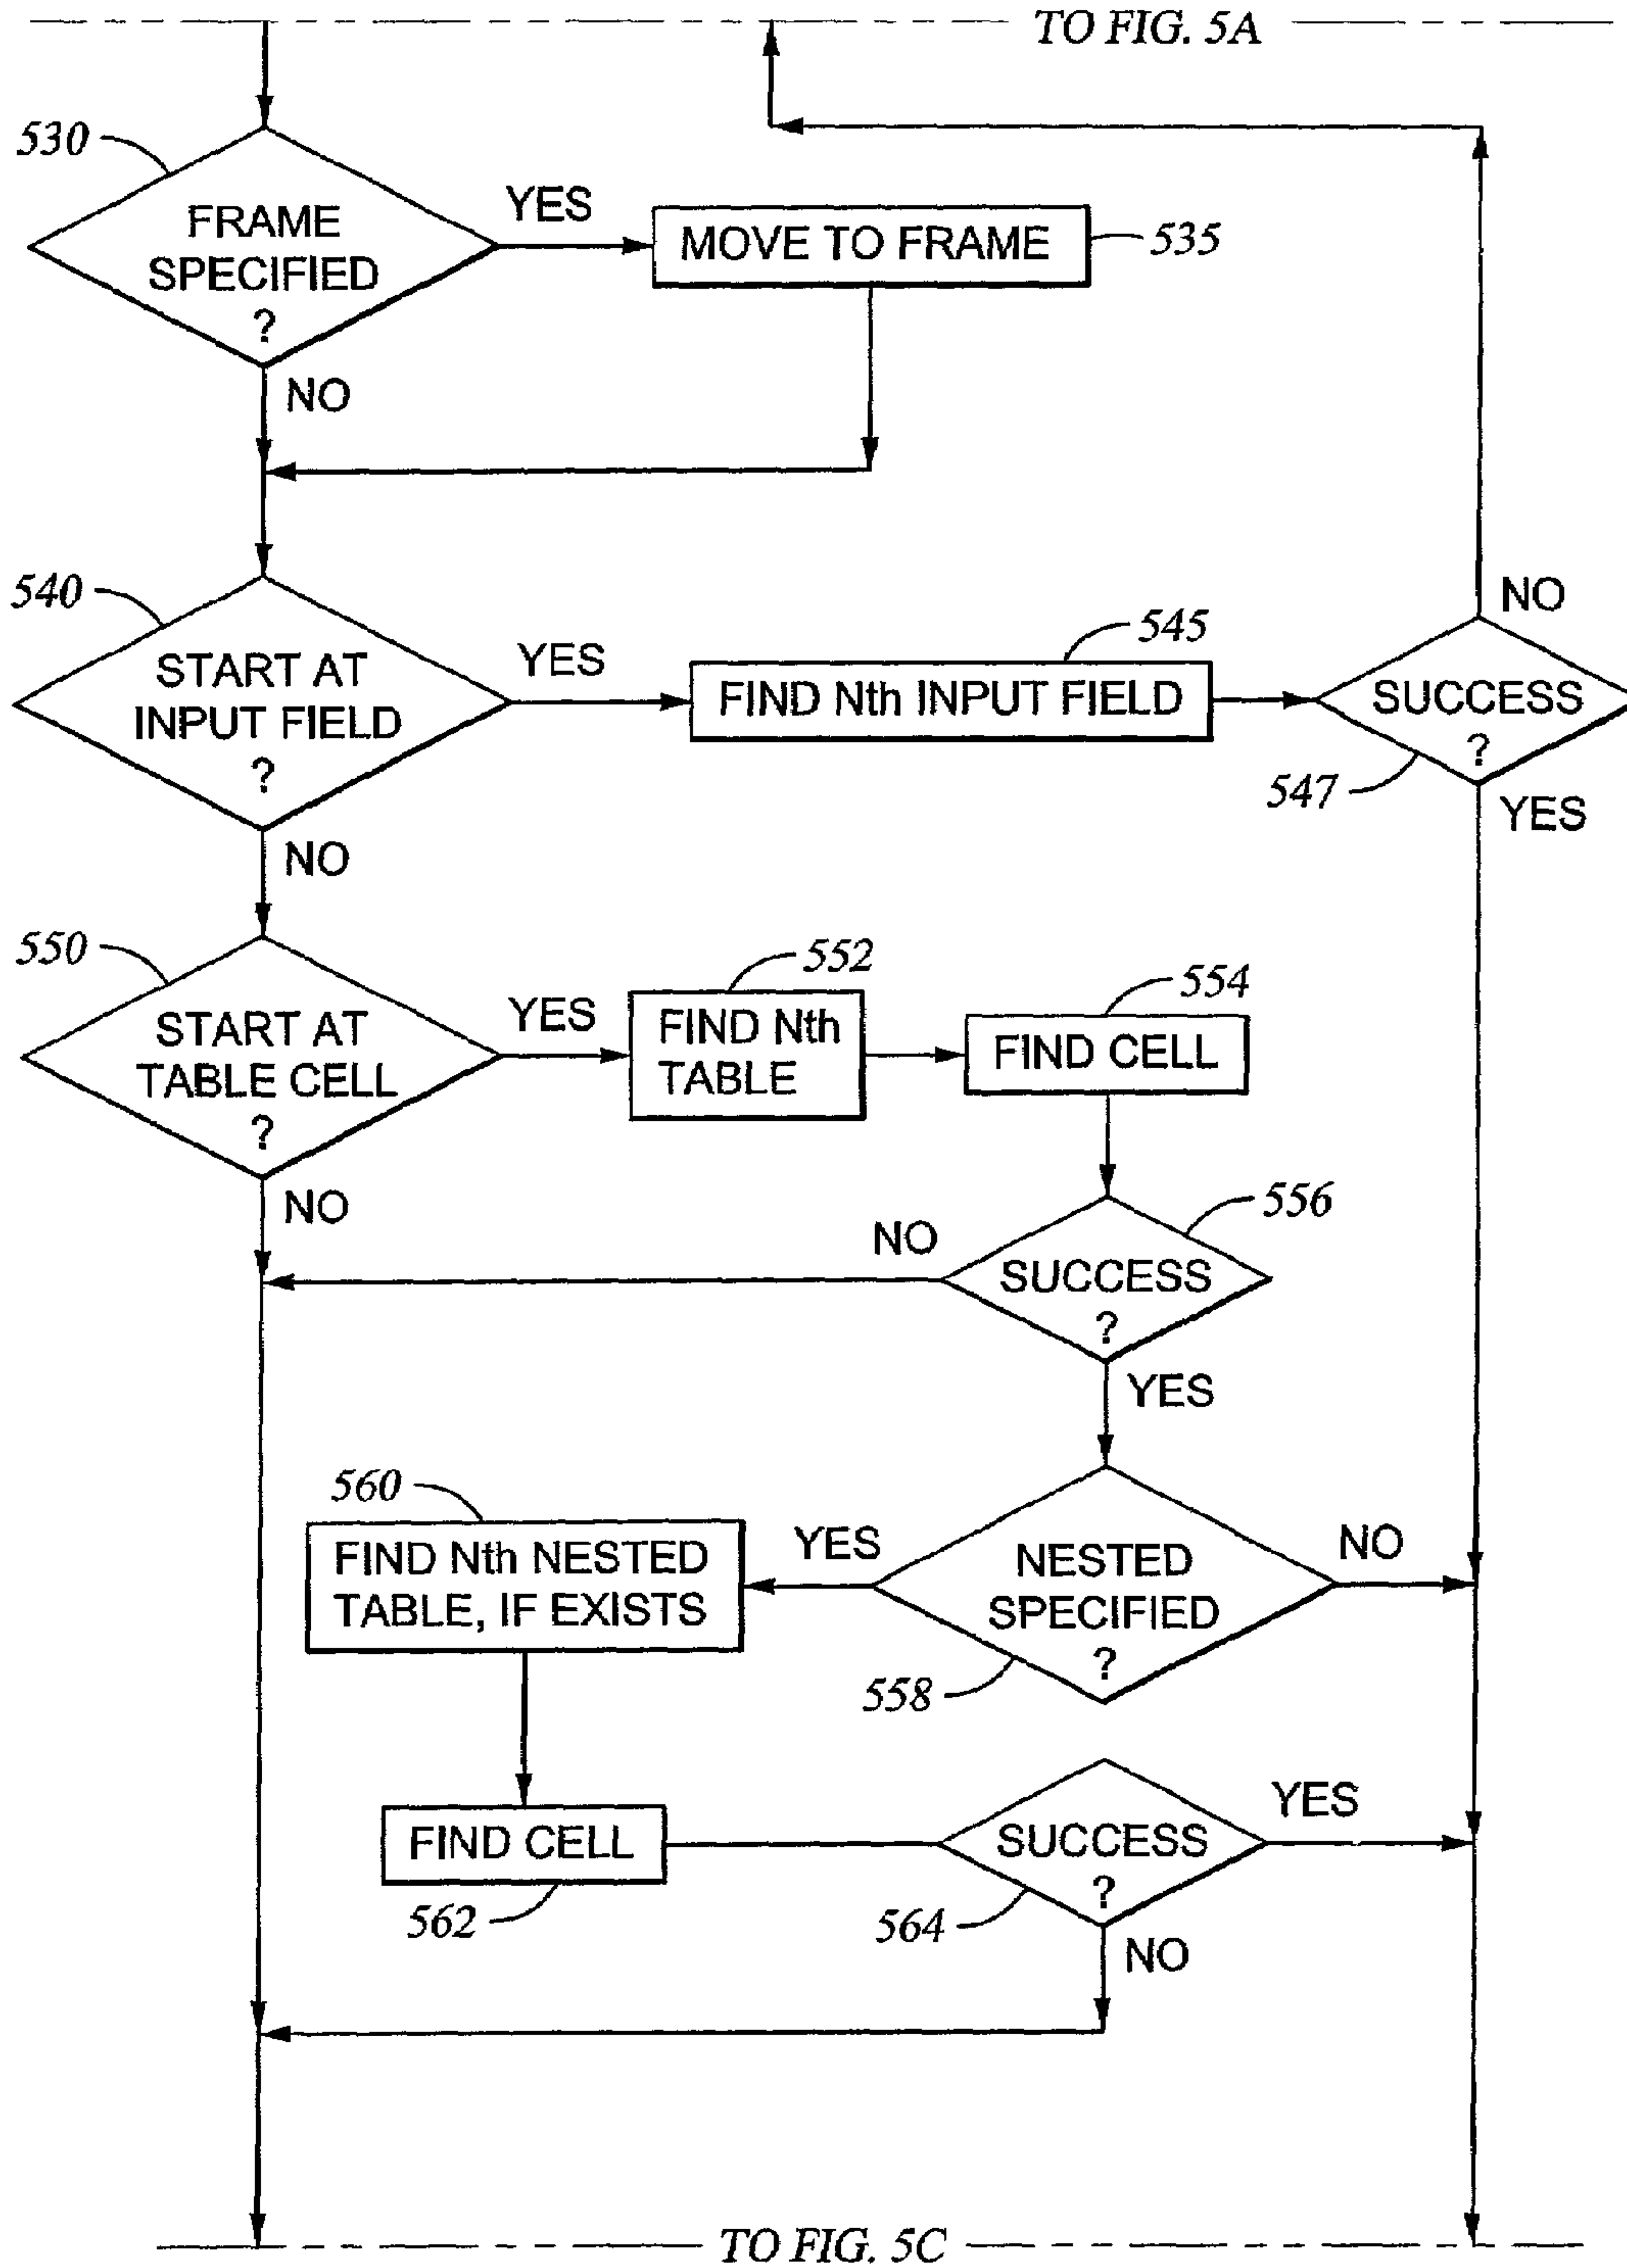 TO FIG. 5A
530
FRAME
SPECIFIED
?
YES
MOVE TO FRAME
535
NO
540
START AT
INPUT FIELD
?
YES
545
FIND Nth INPUT FIELD
NO
SUCCESS
?
547
YES
NO
550
START AT
TABLE CELL
?
YES
552
FIND Nth
TABLE
554
FIND CELL
NO
556
NO
SUCCESS
?
YES
560
FIND Nth NESTED
TABLE, IF EXISTS
YES
NESTED
SPECIFIED
?
NO
558
FIND CELL
562
SUCCESS
?
YES
564
NO
TO FIG. 5C